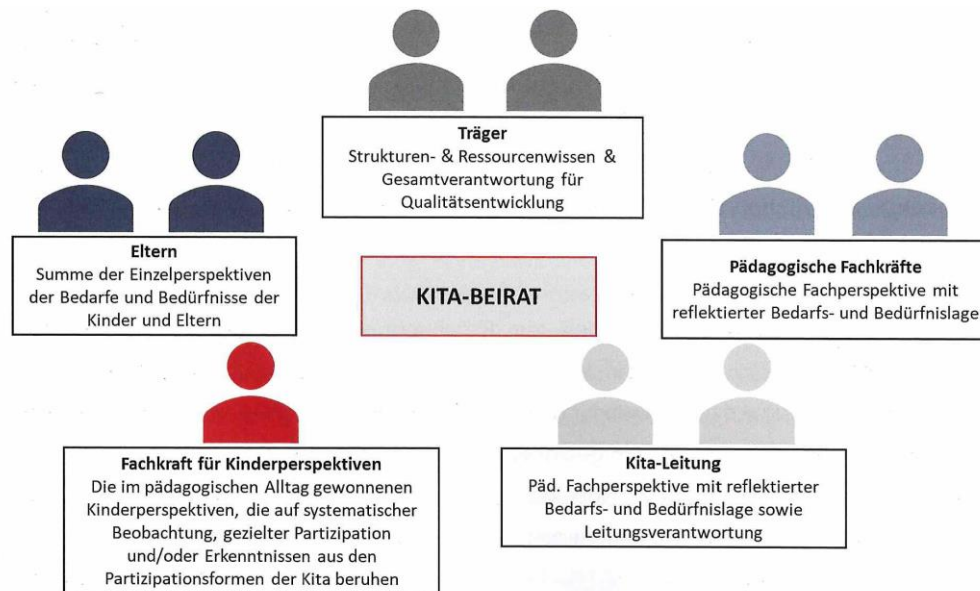 Träger
Strukturen- & Ressourcenwissen &
Gesamtverantwortung für
Qualitätsentwicklung
Eltern
Summe der Einzelperspektiven
der Bedarfe und Bedürfnisse der
Kinder und Eltern
KITA-BEIRAT
Pädagogische Fachkräfte
Pädagogische Fachperspektive mit
reflektierter Bedarfs- und Bedürfnislage
Fachkraft für Kinderperspektiven
Die im pädagogischen Alltag gewonnenen
Kinderperspektiven, die auf systematischer
Beobachtung, gezielter Partizipation
und/oder Erkenntnissen aus den
Partizipationsformen der Kita beruhen
Kita-Leitung
Päd. Fachperspektive mit reflektierter
Bedarfs- und Bedürfnislage sowie
Leitungsverantwortung